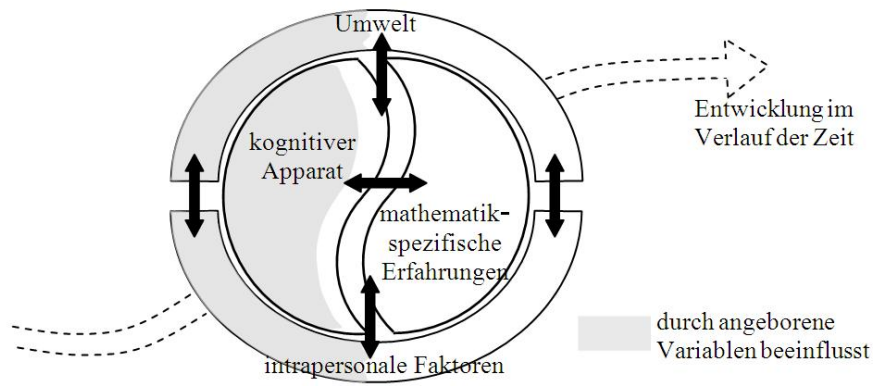 Umwelt
Entwicklung im
Verlauf der Zeit
kognitiver
Apparat
mathematik-
spezifische
Erfahrungen
durch angeborene
Variablen beeinflusst
intrapersonale Faktoren